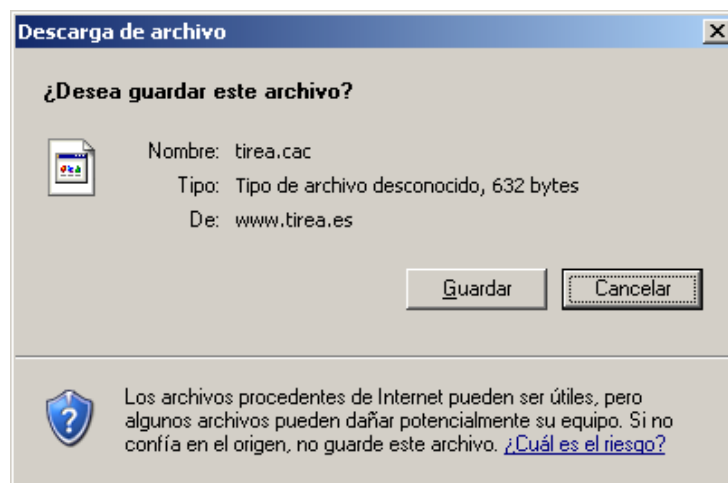 Descarga de archivo
¿Desea guardar este archivo?
Nombre: tirea.cac
Tipo: Tipo de archivo desconocido, 632 bytes
De: www.tirea.es
Guardar Cancelar
Los archivos procedentes de Internet pueden ser útiles, pero
algunos archivos pueden dañar potencialmente su equipo. Si no
confía en el origen, no guarde este archivo. ¿Cuál es el riesgo?